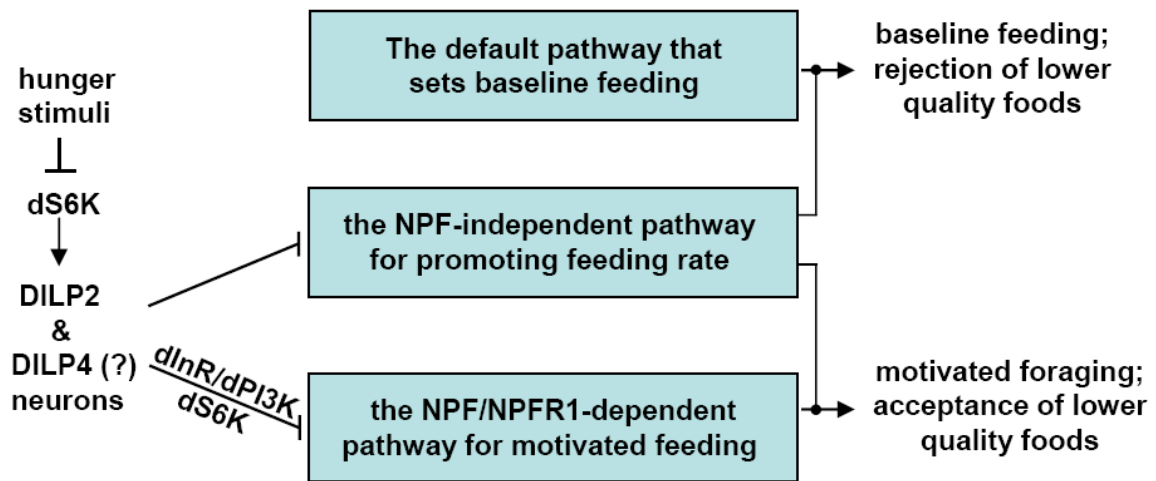 hunger
stimuli
dS6K
DILP2
&
DILP4 (?)
neurons
dInR/dPI3K
dS6K
The default pathway that
sets baseline feeding
the NPF-independent pathway
for promoting feeding rate
the NPF/NPFR1-dependent
pathway for motivated feeding
baseline feeding;
rejection of lower
quality foods
motivated foraging;
acceptance of lower
quality foods